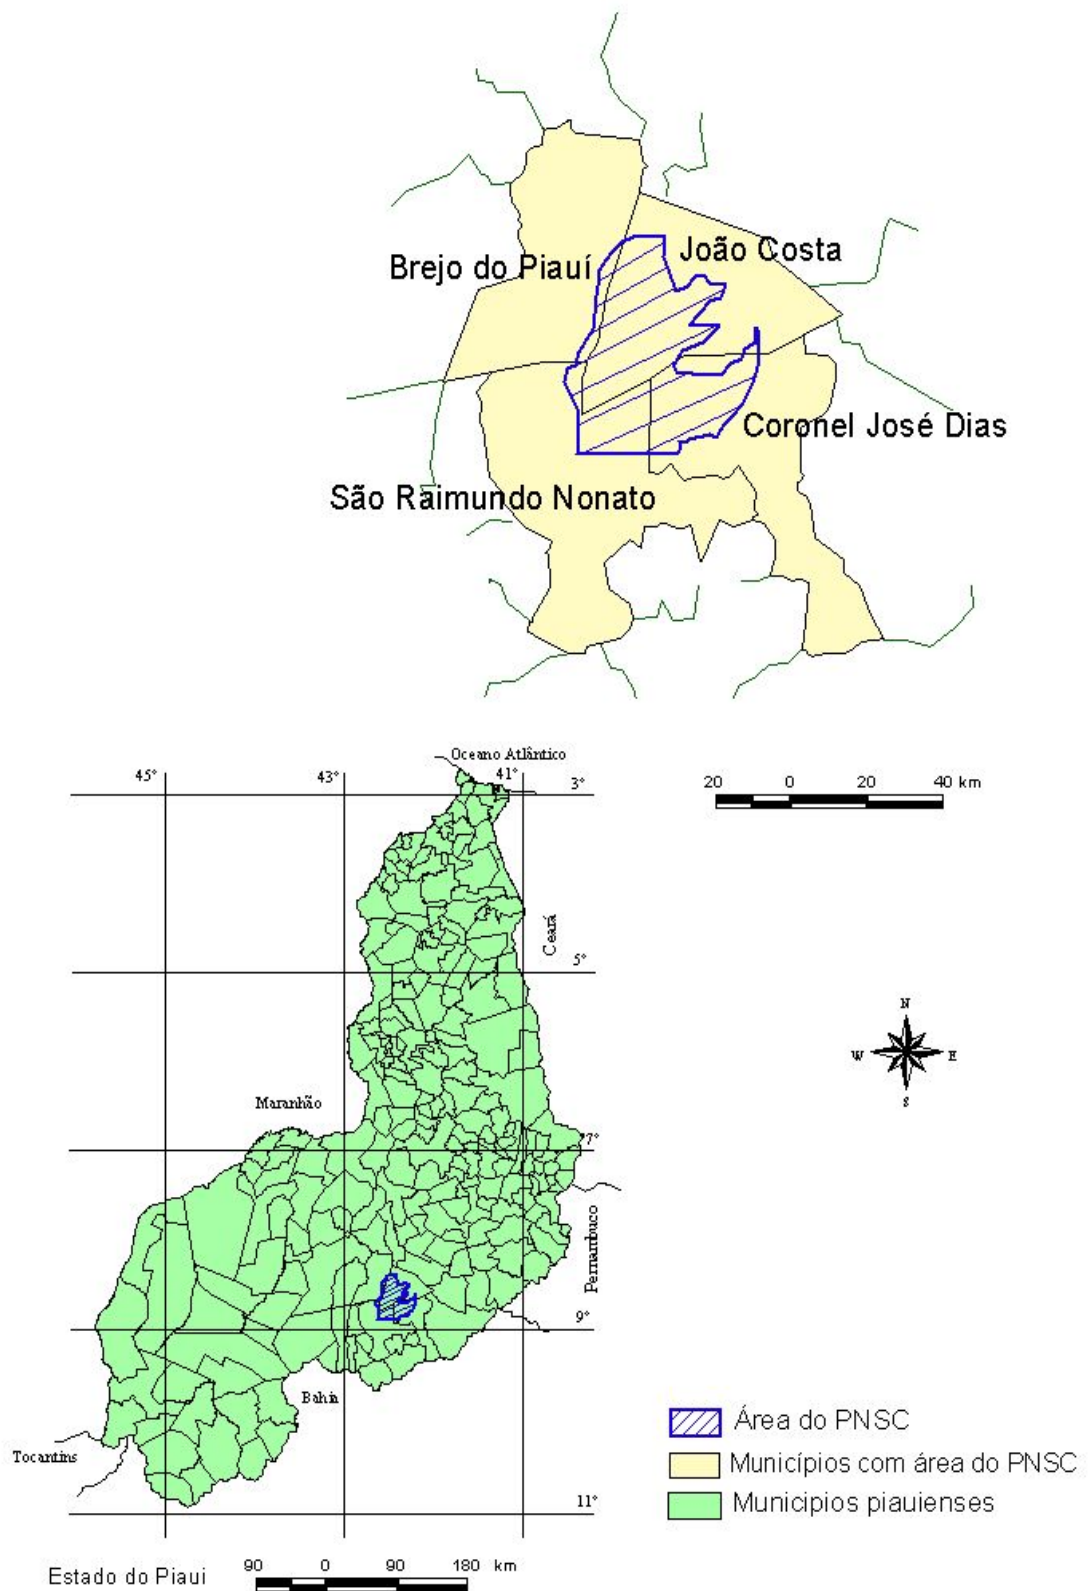 João Costa
Brejo do Piauí
Coronel José Dias
São Raimundo Nonato
Oceano Atlântico
45° 43° 41° 3°
20 0 20 40 km
Ceará
5°
N
W E
S
Maranhão
7°
Pernambuco
9°
Bahia
Tocantins
11°
Área do PNSC
Municípios com área do PNSC
Municipios piauienses
Estado do Piaui
90 0 90 180 km